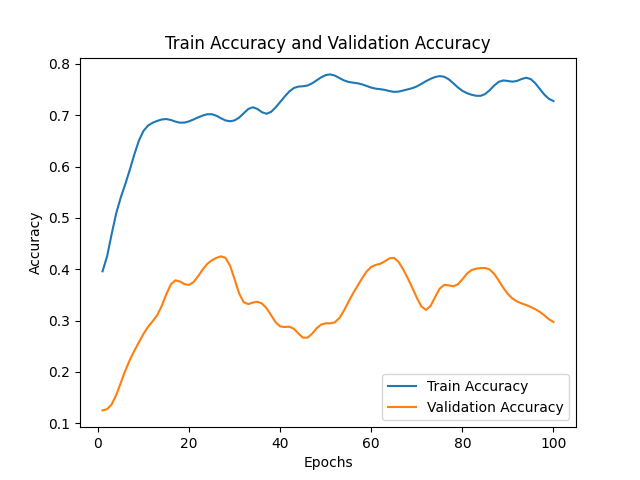 Train Accuracy and Validation Accuracy
0.8
0.7
0.6
0.5
0.4
0.3
0.2
0.1
Accuracy
0 20 40 60 80 100
Epochs
Train Accuracy
Validation Accuracy